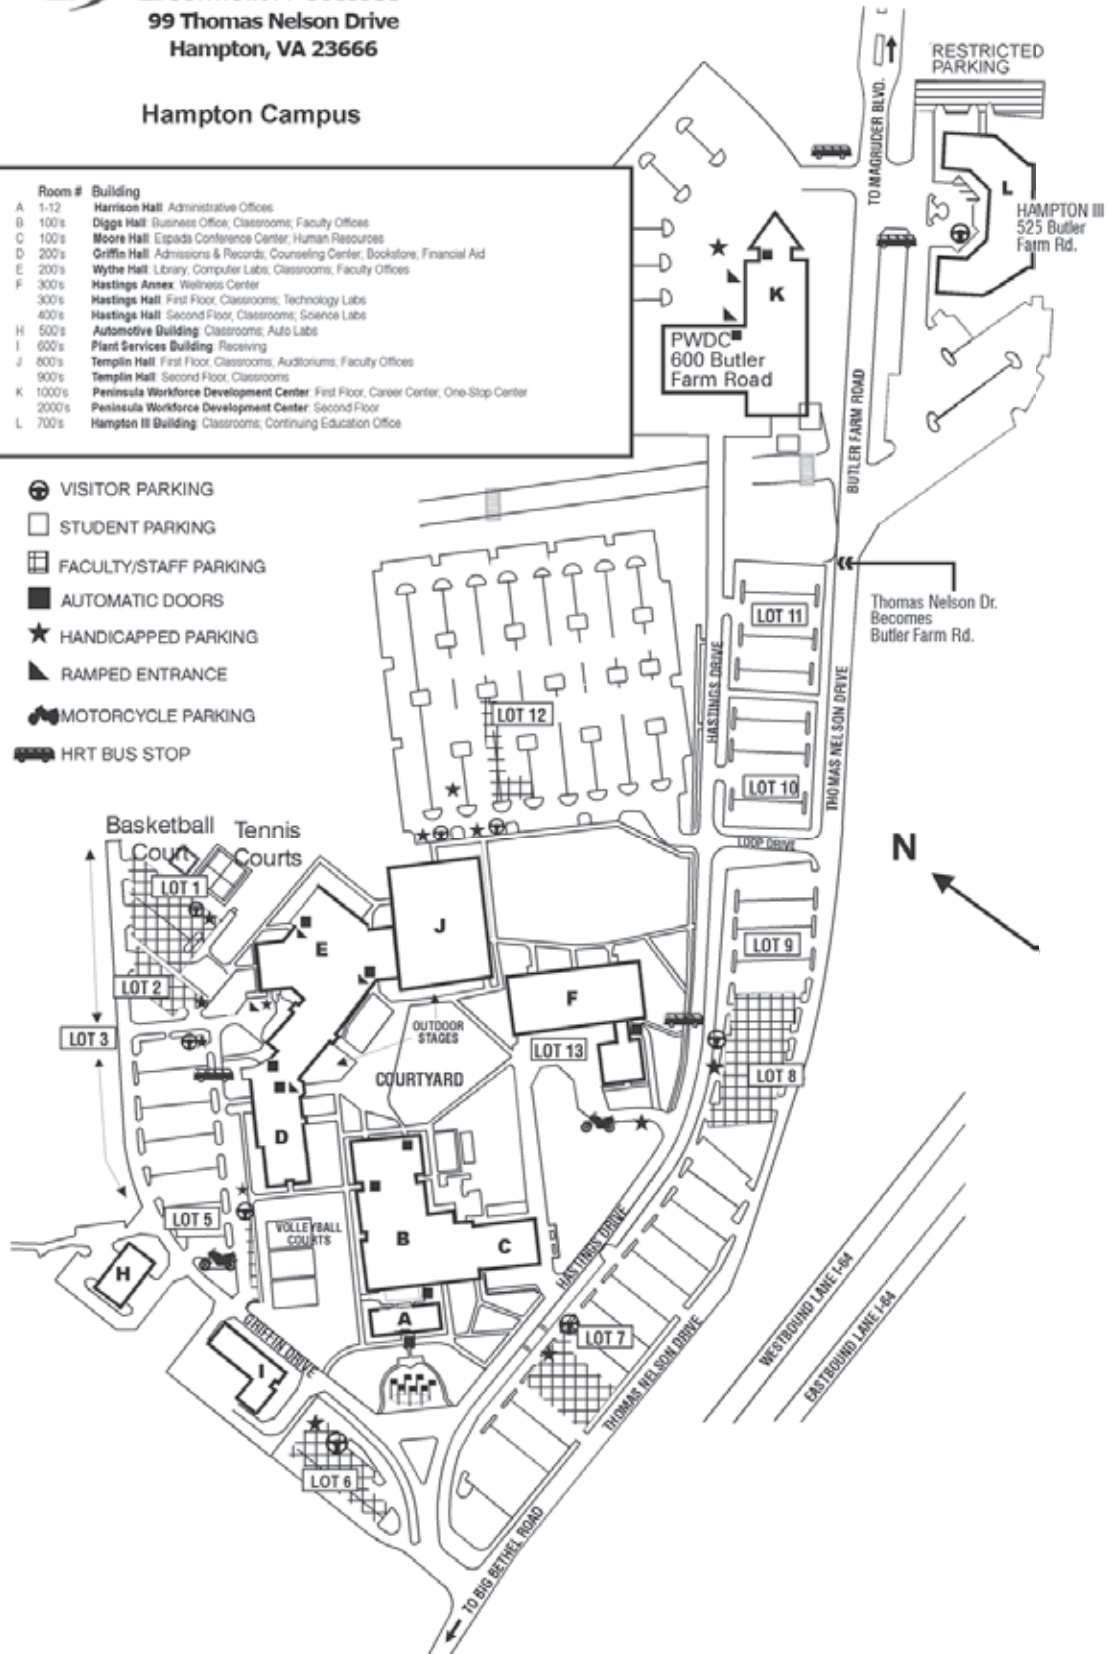 99 Thomas Nelson Drive
Hampton, VA 23666
Hampton Campus
Room # Building
A 1-12 Harrison Hall: Administrative Offices
B 100's Diggs Hall: Business Office; Classrooms; Faculty Offices
C 100's Moore Hall: Espada Conference Center; Human Resources
D 200's Griffin Hall: Admissions & Records; Counseling Center; Bookstore; Financial Aid
E 200's Wythe Hall: Library; Computer Labs; Classrooms; Faculty Offices
F 300's Hastings Annex: Wellness Center
300's Hastings Hall: First Floor, Classrooms; Technology Labs
400's Hastings Hall: Second Floor, Classrooms; Science Labs
H 500's Automotive Building: Classrooms; Auto Labs
I 600's Plant Services Building: Receiving
J 800's Templin Hall: First Floor, Classrooms; Auditoriums; Faculty Offices
900's Templin Hall: Second Floor, Classrooms
K 1000's Peninsula Workforce Development Center: First Floor, Career Center; One-Stop Center
2000's Peninsula Workforce Development Center: Second Floor
L 700's Hampton III Building: Classrooms; Continuing Education Office
VISITOR PARKING
STUDENT PARKING
FACULTY/STAFF PARKING
AUTOMATIC DOORS
HANDICAPPED PARKING
RAMPED ENTRANCE
MOTORCYCLE PARKING
HRT BUS STOP
RESTRICTED
PARKING
TO MAGRUDER BLVD.
L
HAMPTON III
525 Butler
Farm Rd.
K
PWDC
600 Butler
Farm Road
BUTLER FARM ROAD
Thomas Nelson Dr.
Becomes
Butler Farm Rd.
LOT 11
HASTINGS DRIVE
THOMAS NELSON DRIVE
LOT 12
LOT 10
LOOP DRIVE
N
Basketball
Court
Tennis
Courts
LOT 1
J
E
LOT 9
LOT 2
F
LOT 3
OUTDOOR
STAGES
LOT 13
COURTYARD
LOT 8
D
LOT 5
VOLLEYBALL
COURTS
B
C
H
HASTINGS DRIVE
WESTBOUND LANE I-64
EASTBOUND LANE I-64
A
GRIFFIN DRIVE
LOT 7
I
THOMAS NELSON DRIVE
LOT 6
TO BIG BETHEL ROAD